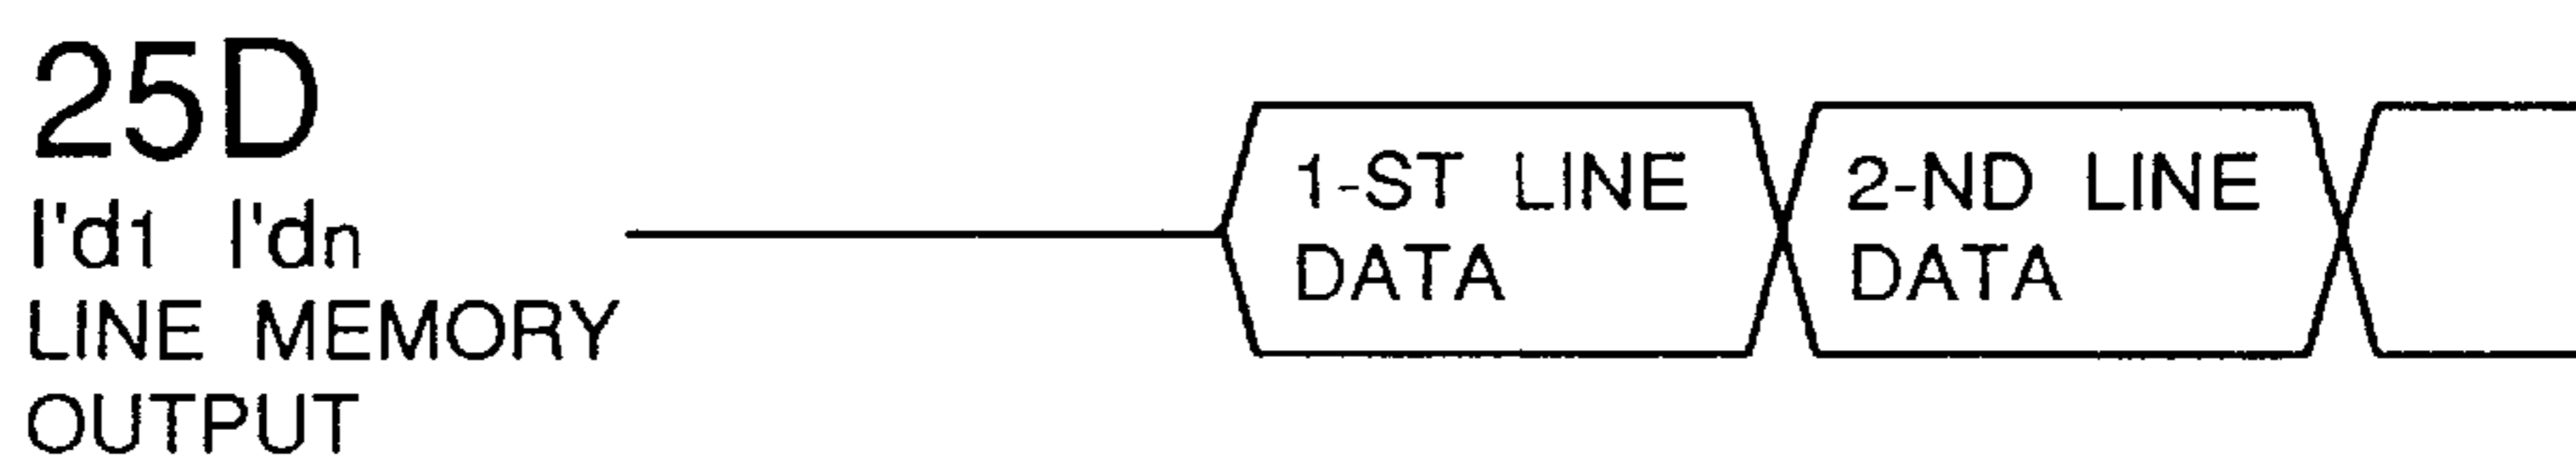 25D
I'd1 I'dn
LINE MEMORY
OUTPUT
1-ST LINE
DATA
2-ND LINE
DATA